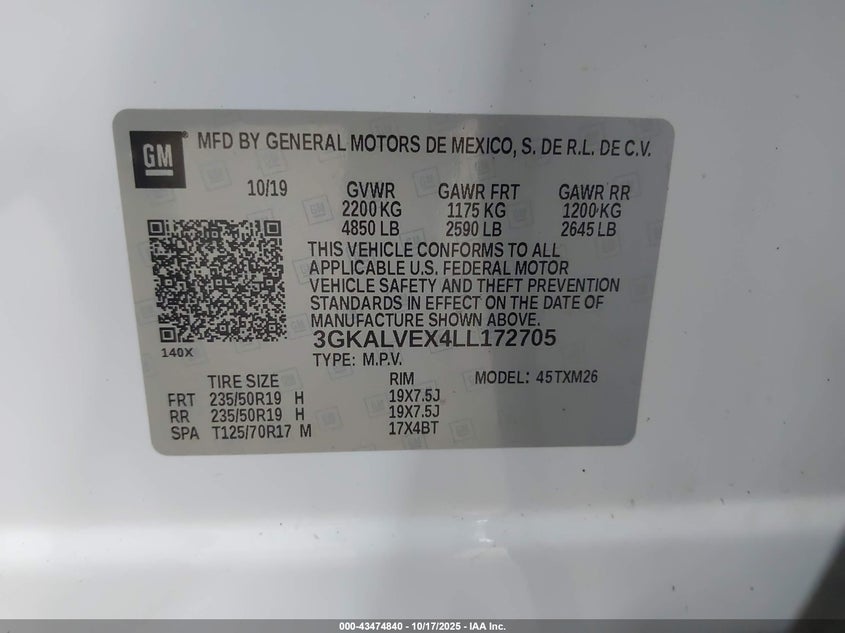 GM
MFD BY GENERAL MOTORS DE MEXICO, S. DE R.L. DE C.V.
10/19 GVWR GAWR FRT GAWR RR
2200 KG 1175 KG 1200 KG
4850 LB 2590 LB 2645 LB
THIS VEHICLE CONFORMS TO ALL
APPLICABLE U.S. FEDERAL MOTOR
VEHICLE SAFETY AND THEFT PREVENTION
STANDARDS IN EFFECT ON THE DATE OF
MANUFACTURE SHOWN ABOVE.
140X
3GKALVEX4LL172705
TYPE: M.P.V.
TIRE SIZE RIM MODEL: 45TXM26
FRT 235/50R19 H 19X7.5J
RR 235/50R19 H 19X7.5J
SPA T125/70R17 M 17X4BT
000-43474840 | 10/17/2025 - IAA Inc.